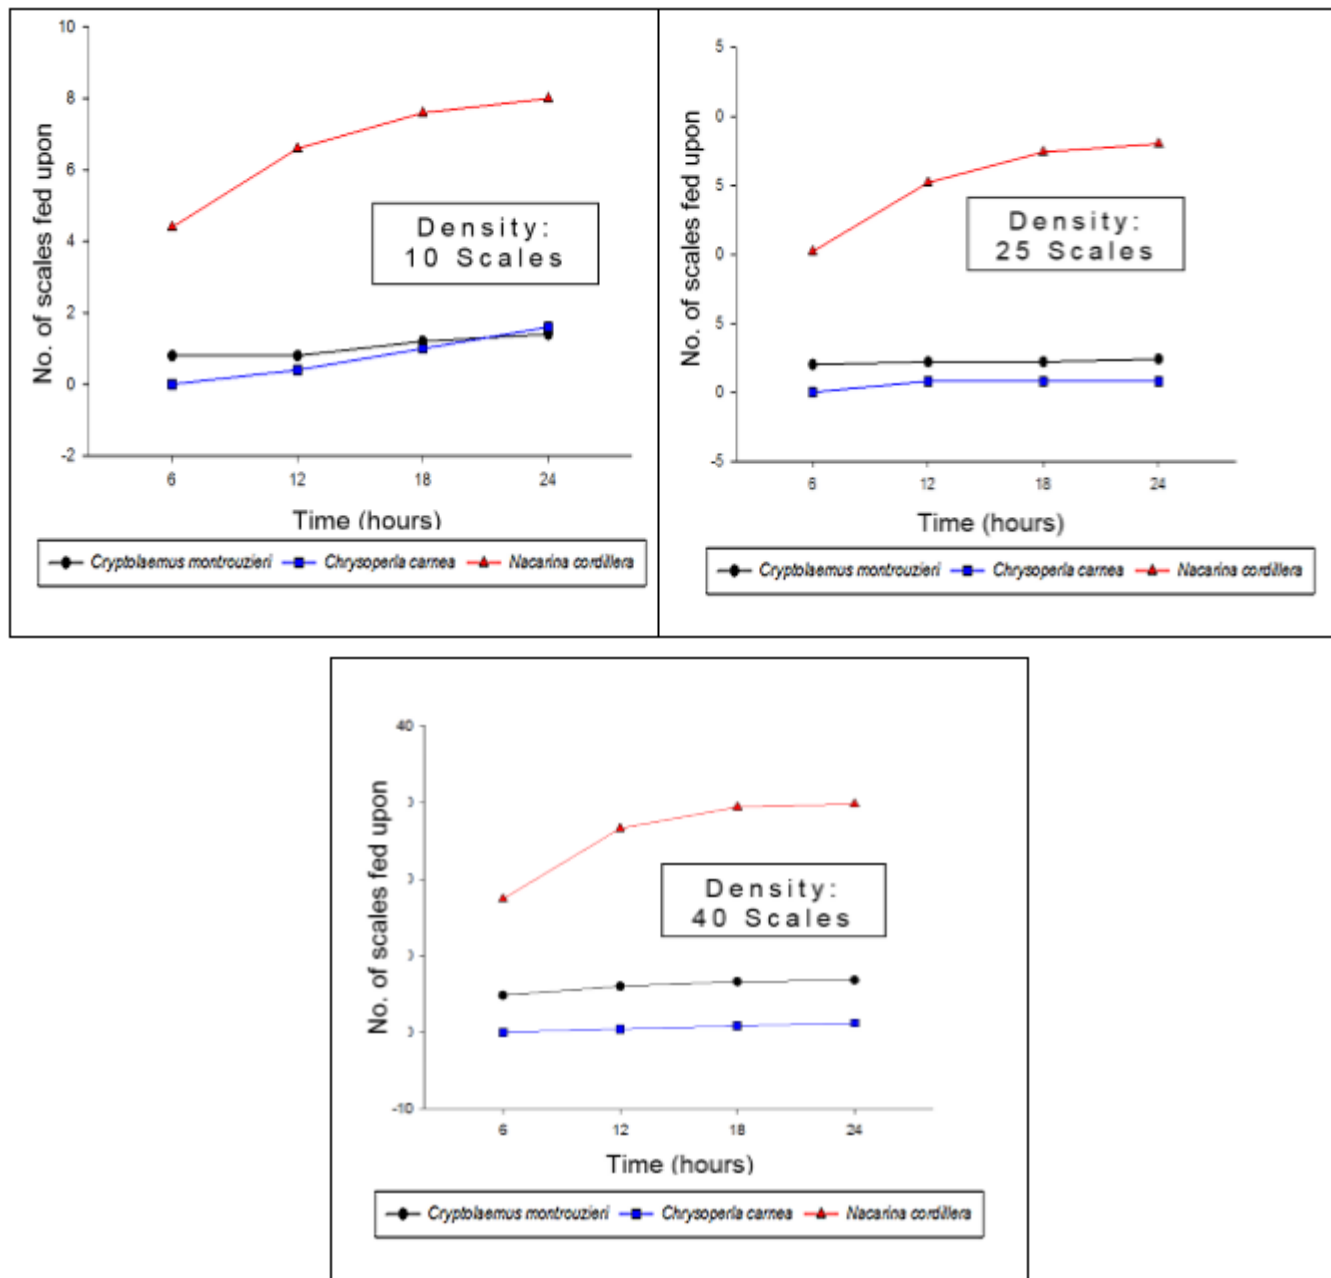 10
8
6
4
2
0
-2
No. of scales fed upon
Density:
10 Scales
6 12 18 24
Time (hours)
Cryptolaemus montrouzieri Chrysoperla carnea Nacarina cordillera
5
0
5
0
5
0
-5
No. of scales fed upon
Density:
25 Scales
6 12 18 24
Time (hours)
Cryptolaemus montrouzieri Chrysoperla carnea Nacarina cordillera
40
0
0
0
0
-10
No. of scales fed upon
Density:
40 Scales
6 12 18 24
Time (hours)
Cryptolaemus montrouzieri Chrysoperla carnea Nacarina cordillera